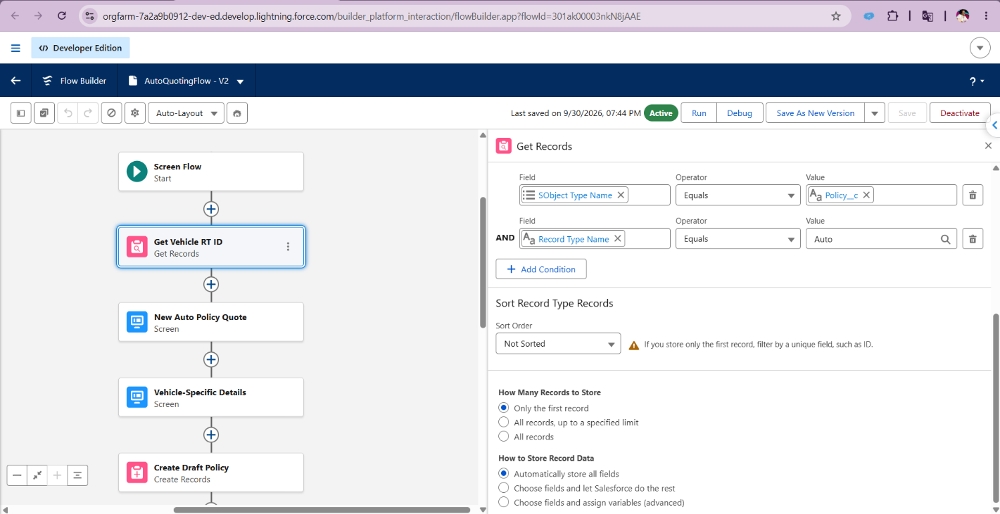 orgfarm-7a2a9b0912-dev-ed.develop.lightning.force.com/builder_platform_interaction/flowBuilder.app?flowId=301ak00003nkN8jAAE
Developer Edition
Flow Builder
AutoQuotingFlow - V2
?
Auto-Layout
Last saved on 9/30/2026, 07:44 PM
Active
Run
Debug
Save As New Version
Save
Deactivate
Screen Flow
Start
Get Vehicle RT ID
Get Records
New Auto Policy Quote
Screen
Vehicle-Specific Details
Screen
Create Draft Policy
Create Records
Get Records
Field Operator Value
SObject Type Name Equals Aa Policy__c
Field Operator Value
AND Aa Record Type Name Equals Auto
Add Condition
Sort Record Type Records
Sort Order
Not Sorted
If you store only the first record, filter by a unique field, such as ID.
How Many Records to Store
Only the first record
All records, up to a specified limit
All records
How to Store Record Data
Automatically store all fields
Choose fields and let Salesforce do the rest
Choose fields and assign variables (advanced)